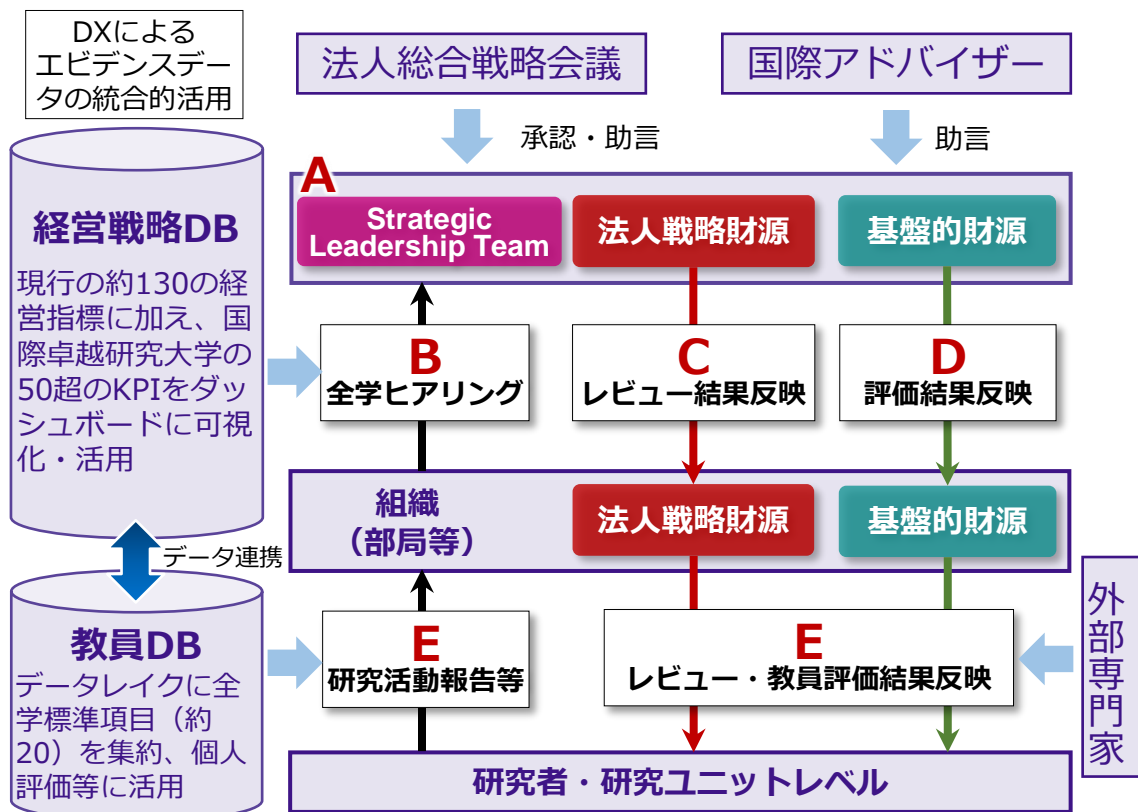 DXによる
エビデンスデー
タの統合的活用
法人総合戦略会議
国際アドバイザー
承認・助言
助言
A
Strategic
Leadership Team
法人戦略財源
基盤的財源
経営戦略DB
現行の約130の経
営指標に加え、国
際卓越研究大学の
50超のKPIをダッ
シュボードに可視
化・活用
B
全学ヒアリング
C
レビュー結果反映
D
評価結果反映
組織
（部局等）
法人戦略財源
基盤的財源
データ連携
教員DB
データレイクに全
学標準項目（約
20）を集約、個人
評価等に活用
E
研究活動報告等
E
レビュー・教員評価結果反映
外部専門家
研究者・研究ユニットレベル